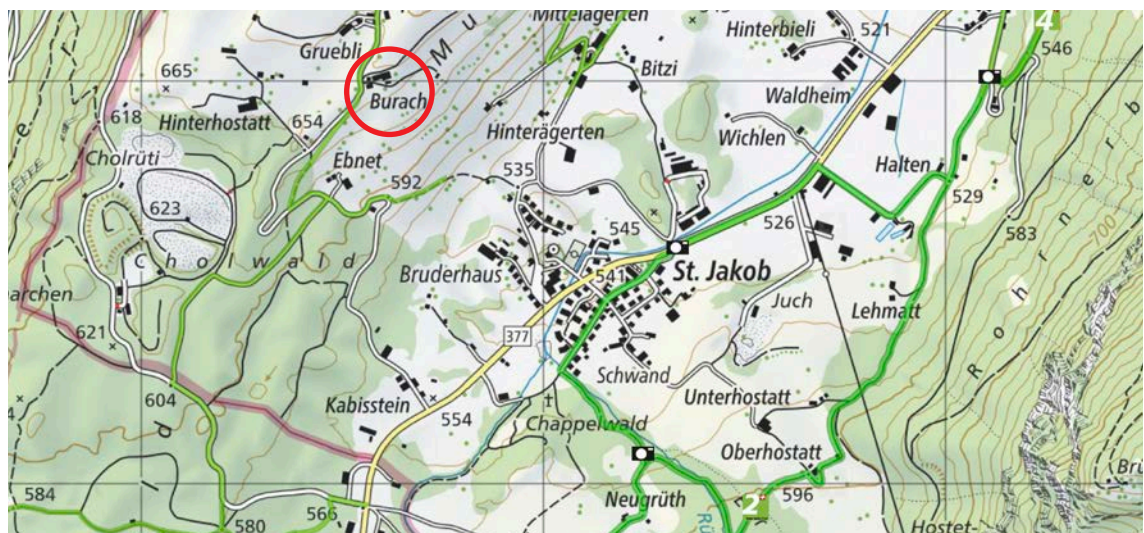 Mittelägerten
521
4
Gruebli
M u
Hinterbieli
546
665
Burach
Bitzi
Waldheim
618
Hinterhostatt
654
Hinterägerten
Wichlen
Cholrüti
Ebnet
592
535
Halten
529
623
545
526
583
700
C h o l w a l d
Bruderhaus
541
St. Jakob
Juch
Lehmatt
R o h r n e r b
621
377
Schwand
Unterhostatt
604
Kabisstein
554
Chappelwald
Oberhostatt
584
566
Neugrüth
596
2
580
Hostet-